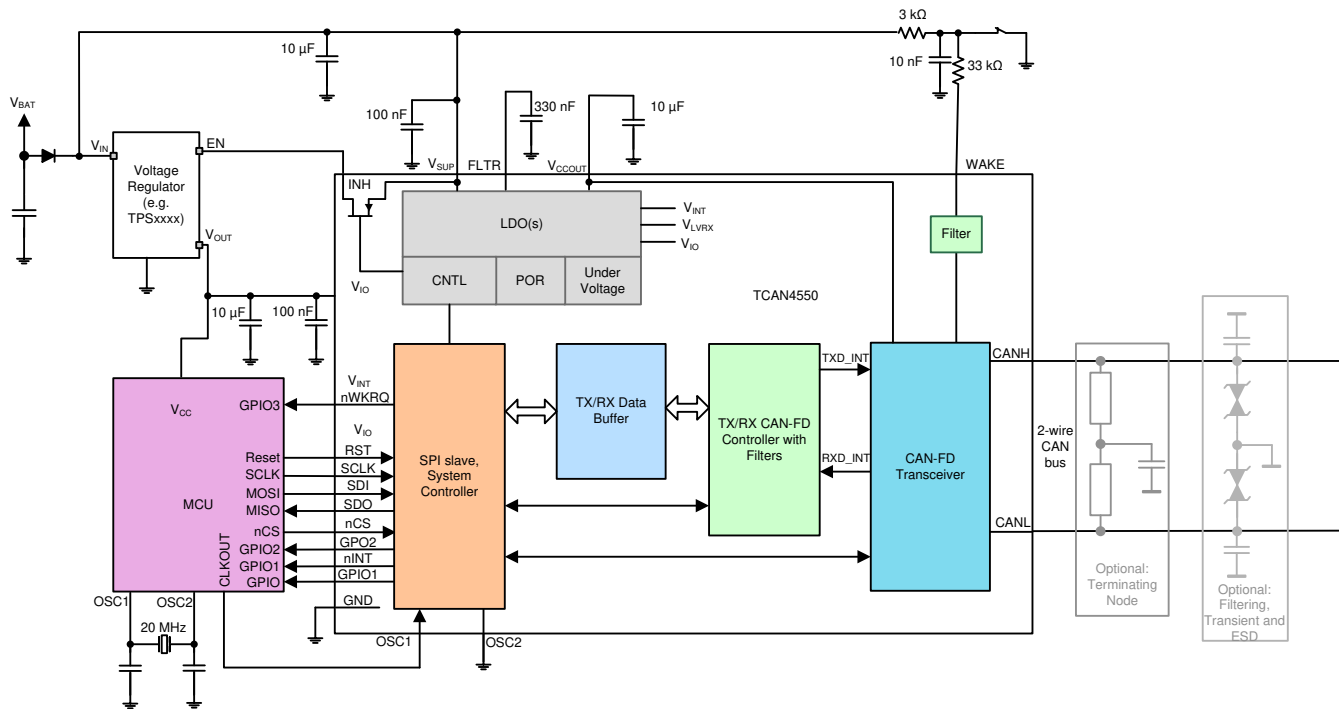 3 kΩ
10 µF
10 nF
33 kΩ
VBAT
100 nF
330 nF
10 µF
VIN
EN
Voltage
Regulator
(e.g.
TPSxxxx)
VOUT
VSUP
FLTR
VCCOUT
WAKE
INH
LDO(s)
VINT
VLVRX
VIO
Filter
CNTL
POR
Under
Voltage
VIO
TCAN4550
10 µF
100 nF
VCC
MCU
GPIO3
Reset
SCLK
MOSI
MISO
nCS
GPIO2
GPIO1
GPIO
CLKOUT
OSC1
OSC2
20 MHz
VINT
nWKRQ
VIO
RST
SCLK
SDI
SDO
nCS
GPO2
nINT
GPIO1
GND
OSC1
OSC2
SPI slave,
System
Controller
TX/RX Data
Buffer
TX/RX CAN-FD
Controller with
Filters
TXD_INT
RXD_INT
CAN-FD
Transceiver
CANH
CANL
2-wire
CAN
bus
Optional:
Terminating
Node
Optional:
Filtering,
Transient and
ESD